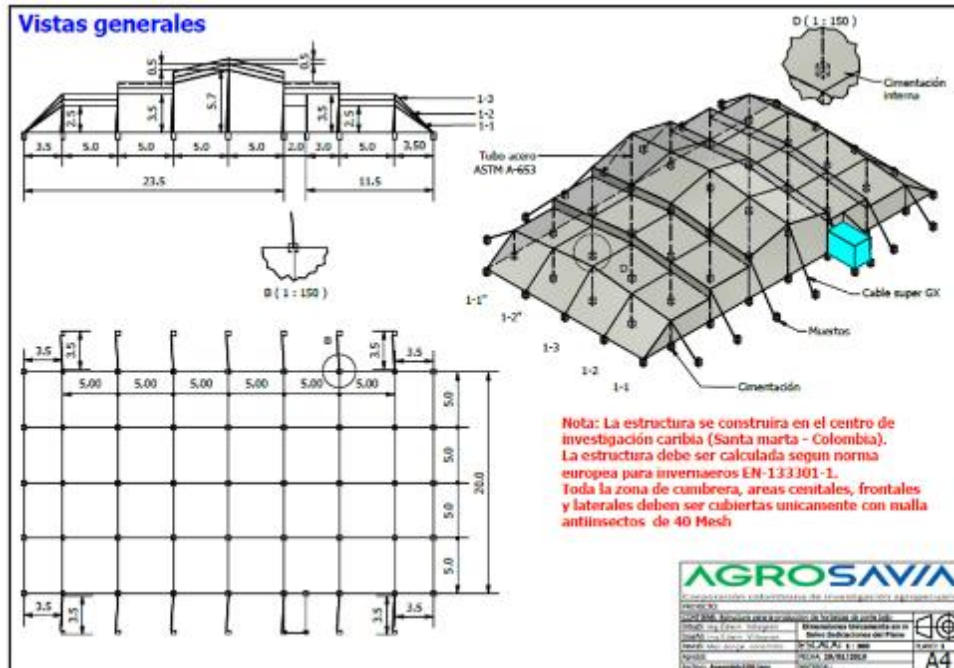 Vistas generales
D ( 1 : 150 )
Cimentación
interna
Tubo acero
ASTM A-653
0.5
0.5
2.5
3.5
5.7
3.5
2.5
1-3
1-2
1-1
3.5
5.0
5.0
5.0
5.0
2.0
3.0
5.0
3.50
23.5
11.5
B ( 1 : 150 )
D
1-1"
1-2"
1-3
1-2
1-1
Cable super GX
Muertos
Cimentación
3.5
3.5
B
3.5
3.5
5.00
5.00
5.00
5.00
5.00
5.00
5.0
5.0
5.0
5.0
20.0
3.5
3.5
3.5
3.5
Nota: La estructura se construira en el centro de
investigación caribia (Santa marta - Colombia).
La estructura debe ser calculada segun norma
europea para invernaeros EN-133301-1.
Toda la zona de cumbrera, areas cenitales, frontales
y laterales deben ser cubiertas unicamente con malla
antiinsectos de 40 Mesh
AGROSAVIA
Corporación colombiana de investigación agropecuaria
PROYECTO:
ESCALA:
A4